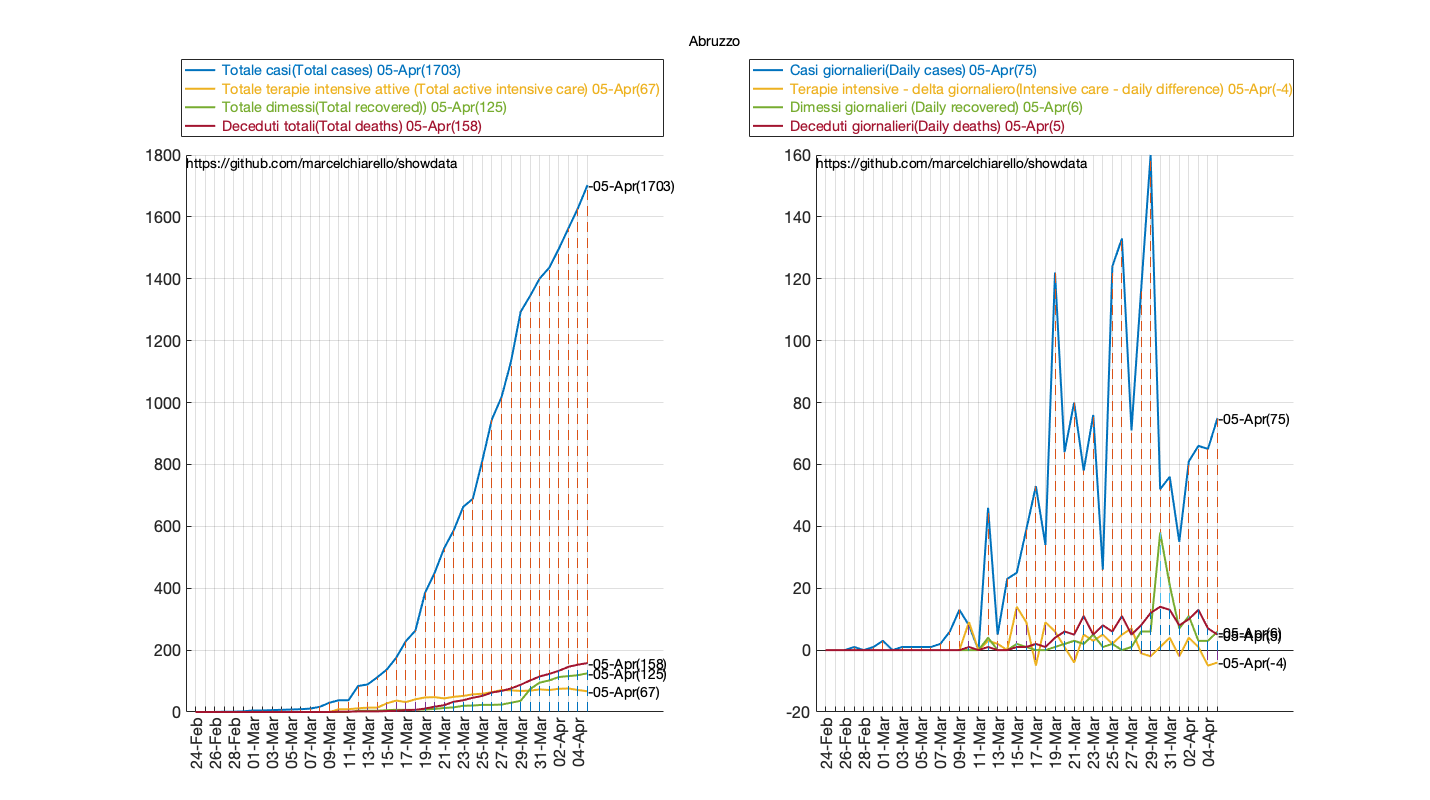 Abruzzo
Totale casi(Total cases) 05-Apr(1703)
Totale terapie intensive attive (Total active intensive care) 05-Apr(67)
Totale dimessi(Total recovered)) 05-Apr(125)
Deceduti totali(Total deaths) 05-Apr(158)
https://github.com/marcelchiarello/showdata
1800
1600
1400
1200
1000
800
600
400
200
0
-05-Apr(1703)
-05-Apr(158)
-05-Apr(125)
-05-Apr(67)
24-Feb
26-Feb
28-Feb
01-Mar
03-Mar
05-Mar
07-Mar
09-Mar
11-Mar
13-Mar
15-Mar
17-Mar
19-Mar
21-Mar
23-Mar
25-Mar
27-Mar
29-Mar
31-Mar
02-Apr
04-Apr
Casi giornalieri(Daily cases) 05-Apr(75)
Terapie intensive - delta giornaliero(Intensive care - daily difference) 05-Apr(-4)
Dimessi giornalieri (Daily recovered) 05-Apr(6)
Deceduti giornalieri(Daily deaths) 05-Apr(5)
https://github.com/marcelchiarello/showdata
160
140
120
100
80
60
40
20
0
-20
-05-Apr(75)
-05-Apr(6)
-05-Apr(5)
-05-Apr(-4)
24-Feb
26-Feb
28-Feb
01-Mar
03-Mar
05-Mar
07-Mar
09-Mar
11-Mar
13-Mar
15-Mar
17-Mar
19-Mar
21-Mar
23-Mar
25-Mar
27-Mar
29-Mar
31-Mar
02-Apr
04-Apr